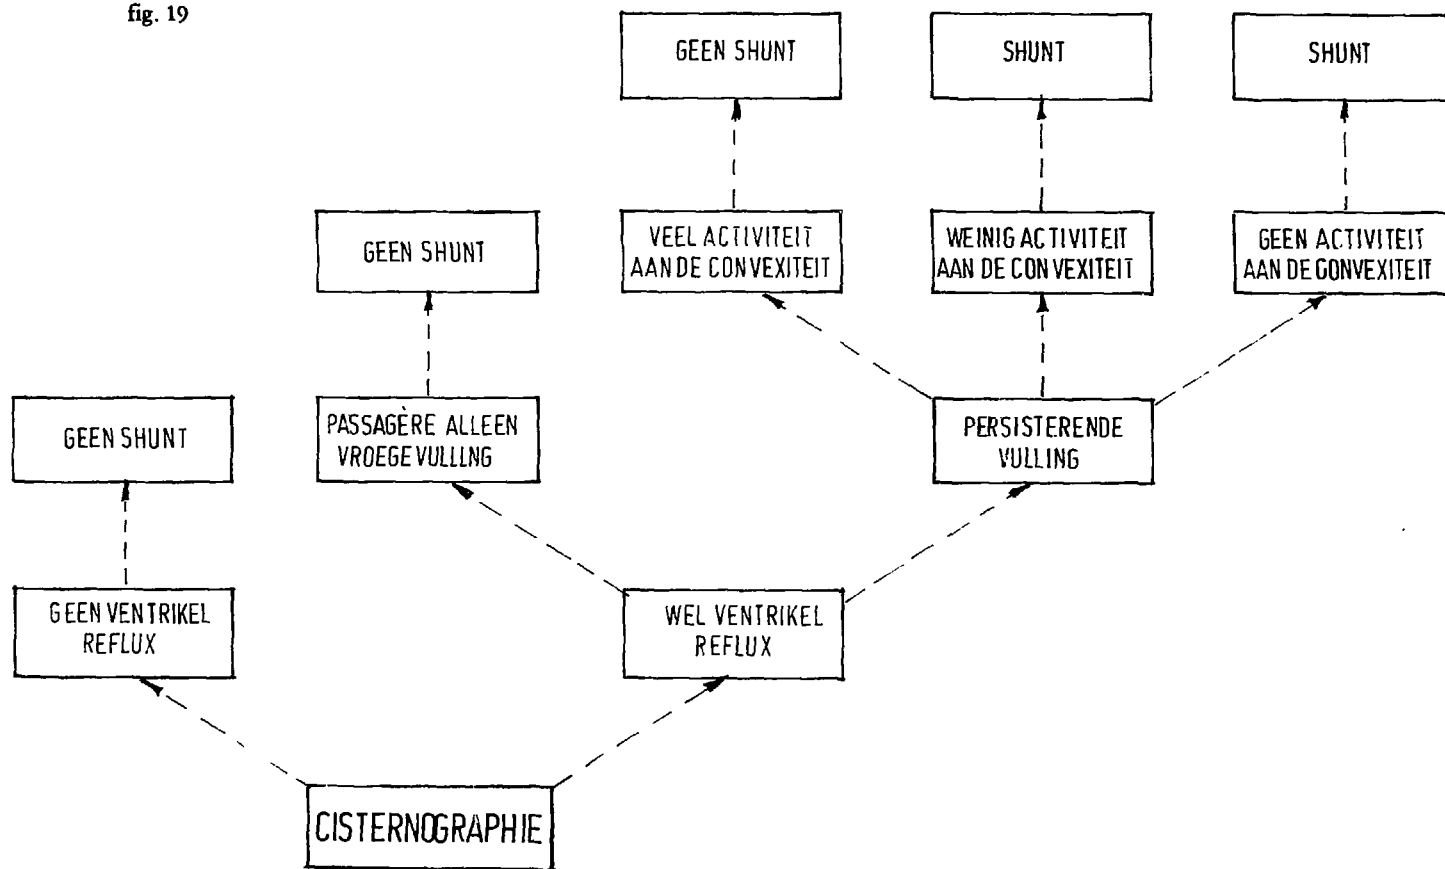 fig. 19
GEEN SHUNT
SHUNT
SHUNT
GEEN SHUNT
VEEL ACTIVITEIT
AAN DE CONVEXITEIT
WEINIG ACTIVITEIT
AAN DE CONVEXITEIT
GEEN ACTIVITEIT
AAN DE CONVEXITEIT
GEEN SHUNT
PASSAGÈRE ALLEEN
VROEGE VULLING
PERSISTERENDE
VULLING
GEEN VENTRIKEL
REFLUX
WEL VENTRIKEL
REFLUX
CISTERNOGRAPHIE